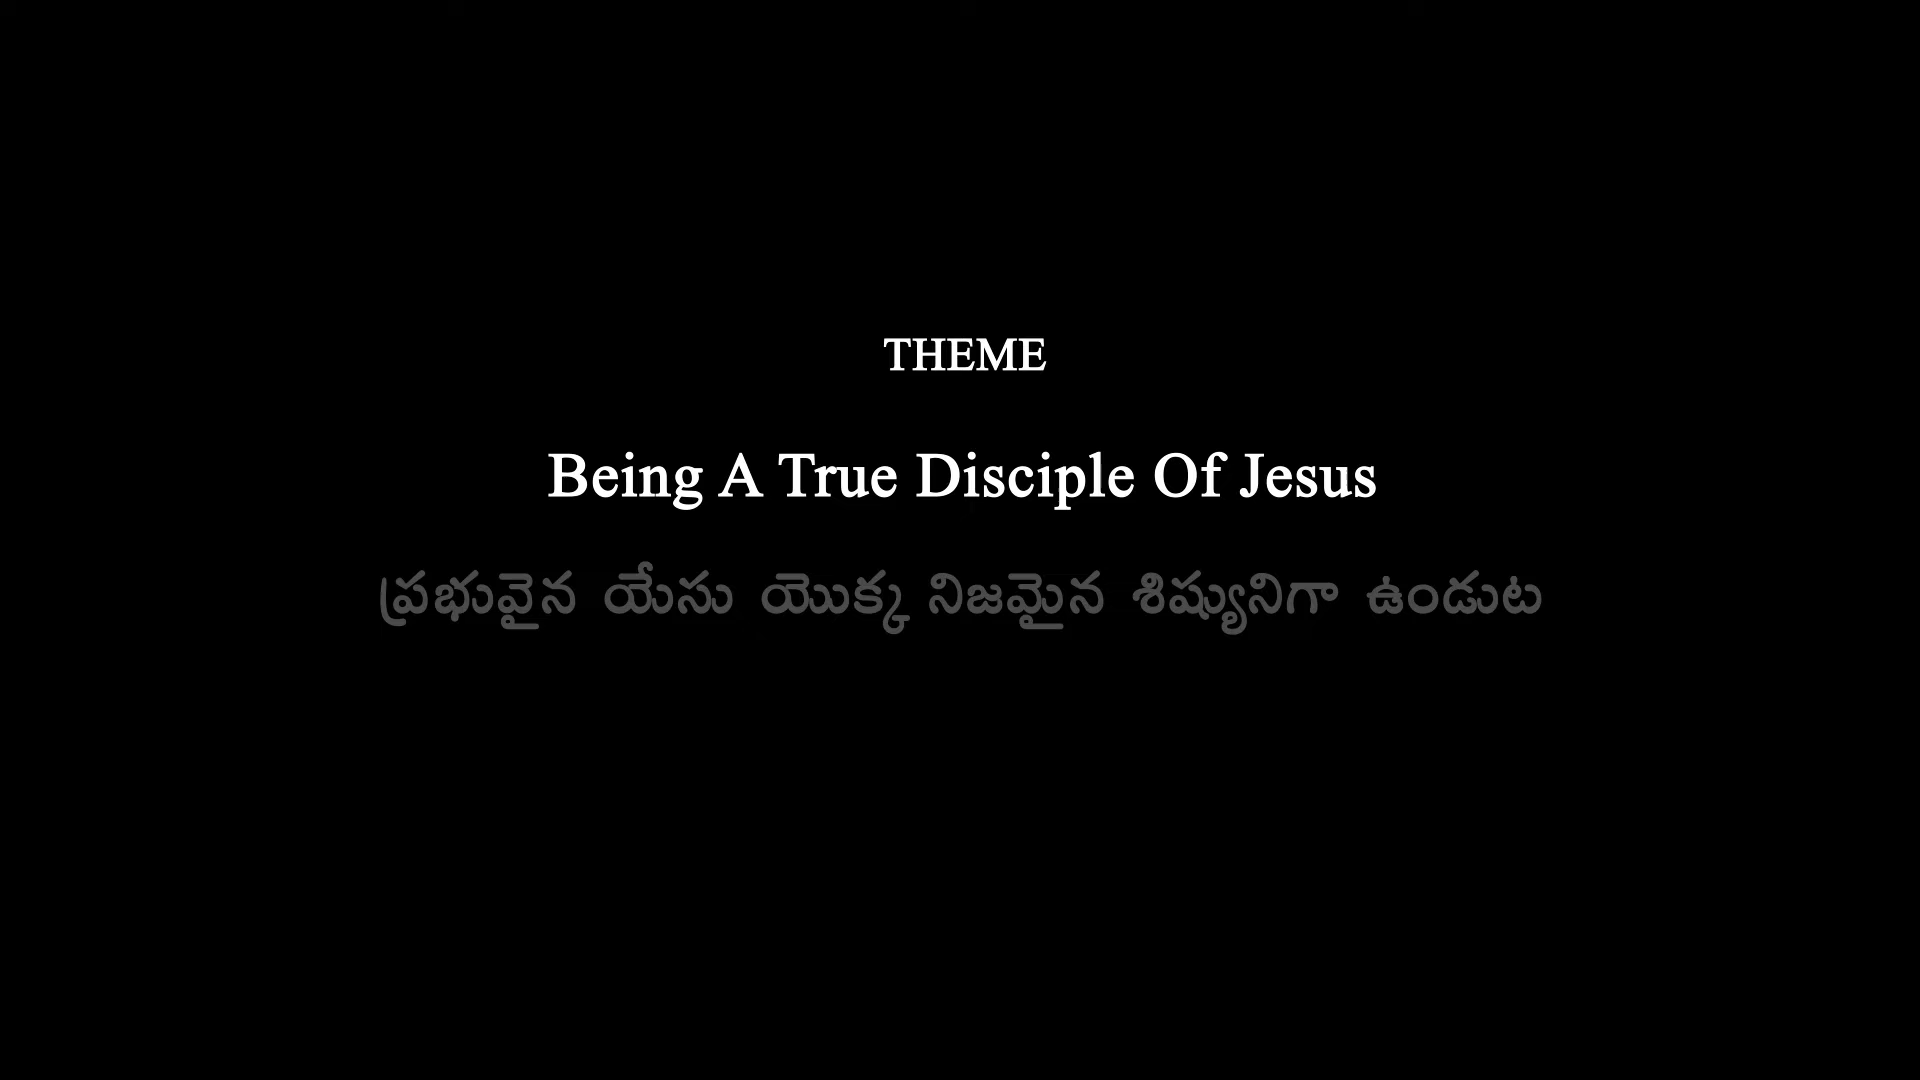 THEME
Being A True Disciple Of Jesus
ప్రభువైన యేసు యొక్క నిజమైన శిష్యునిగా ఉండుట